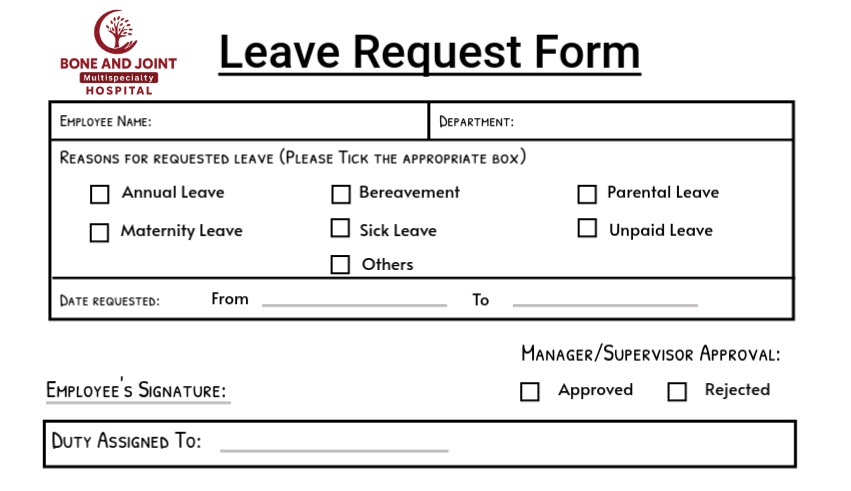 BONE AND JOINT
Multispecialty
HOSPITAL
Leave Request Form
EMPLOYEE NAME: DEPARTMENT:
REASONS FOR REQUESTED LEAVE (PLEASE TICK THE APPROPRIATE BOX)
Annual Leave Bereavement Parental Leave
Maternity Leave Sick Leave Unpaid Leave
Others
DATE REQUESTED: From To
MANAGER/SUPERVISOR APPROVAL:
EMPLOYEE'S SIGNATURE: Approved Rejected
DUTY ASSIGNED TO: